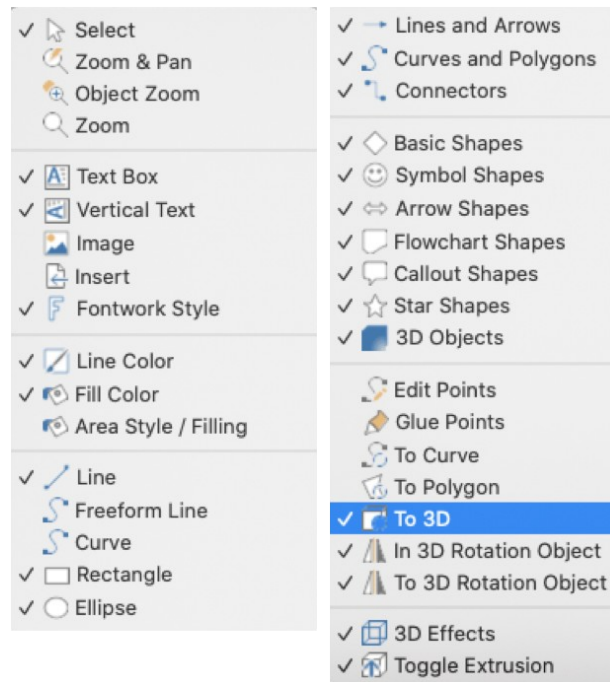 Select
Zoom & Pan
Object Zoom
Zoom
Text Box
Vertical Text
Image
Insert
Fontwork Style
Line Color
Fill Color
Area Style / Filling
Line
Freeform Line
Curve
Rectangle
Ellipse
Lines and Arrows
Curves and Polygons
Connectors
Basic Shapes
Symbol Shapes
Arrow Shapes
Flowchart Shapes
Callout Shapes
Star Shapes
3D Objects
Edit Points
Glue Points
To Curve
To Polygon
To 3D
In 3D Rotation Object
To 3D Rotation Object
3D Effects
Toggle Extrusion